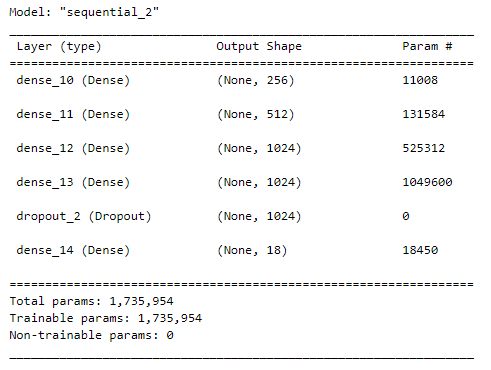 Model: "sequential_2"
_________________________________________________________________
Layer (type)                Output Shape              Param #
=================================================================
dense_10 (Dense)            (None, 256)               11008
dense_11 (Dense)            (None, 512)               131584
dense_12 (Dense)            (None, 1024)              525312
dense_13 (Dense)            (None, 1024)              1049600
dropout_2 (Dropout)         (None, 1024)              0
dense_14 (Dense)            (None, 18)                18450
=================================================================
Total params: 1,735,954
Trainable params: 1,735,954
Non-trainable params: 0
_________________________________________________________________